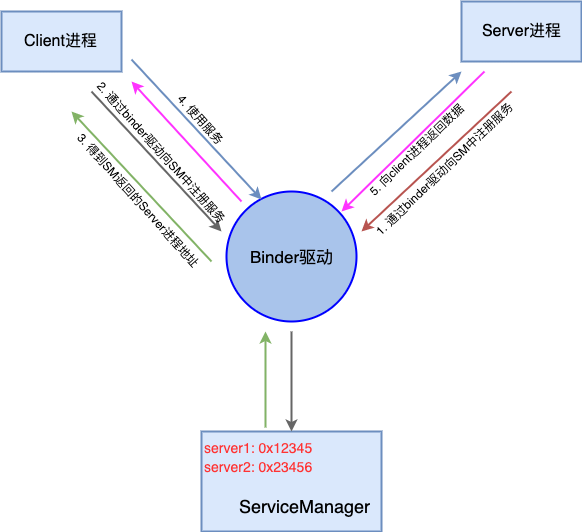 Client进程
Server进程
4. 使用服务
2. 通过binder驱动向SM中注册服务
3. 得到SM返回的Server进程地址
5. 向client进程返回数据
1. 通过binder驱动向SM中注册服务
Binder驱动
server1: 0x12345
server2: 0x23456
ServiceManager